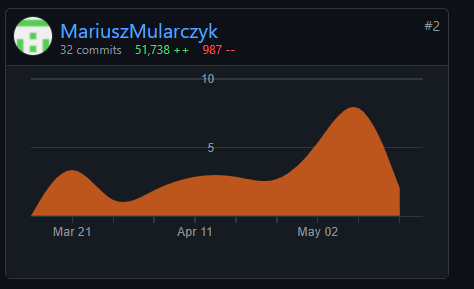 MariuszMularczyk #2
32 commits 51,738 ++ 987 --
10
5
Mar 21 Apr 11 May 02